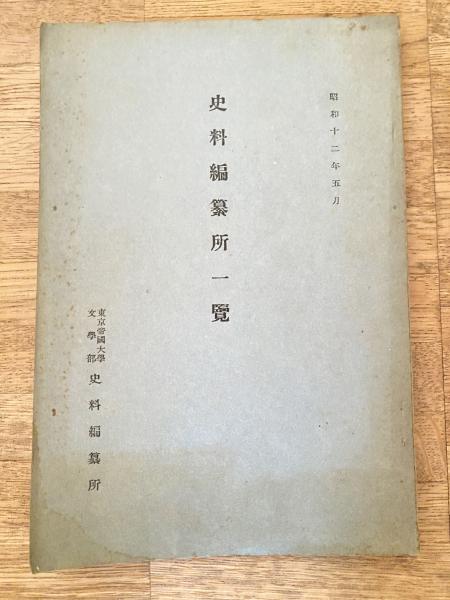 昭和十二年五月
史料編纂所一覽
東京帝國大學
文學部
史料編纂所